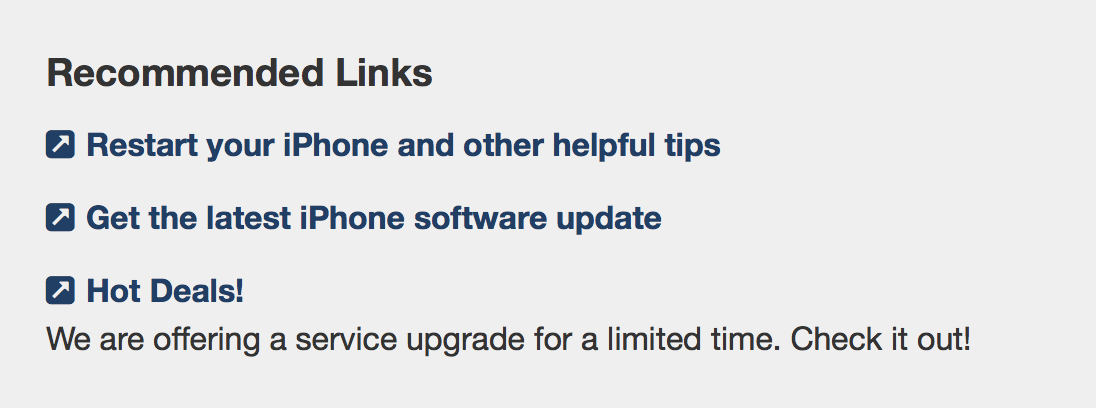 Recommended Links
Restart your iPhone and other helpful tips
Get the latest iPhone software update
Hot Deals!
We are offering a service upgrade for a limited time. Check it out!